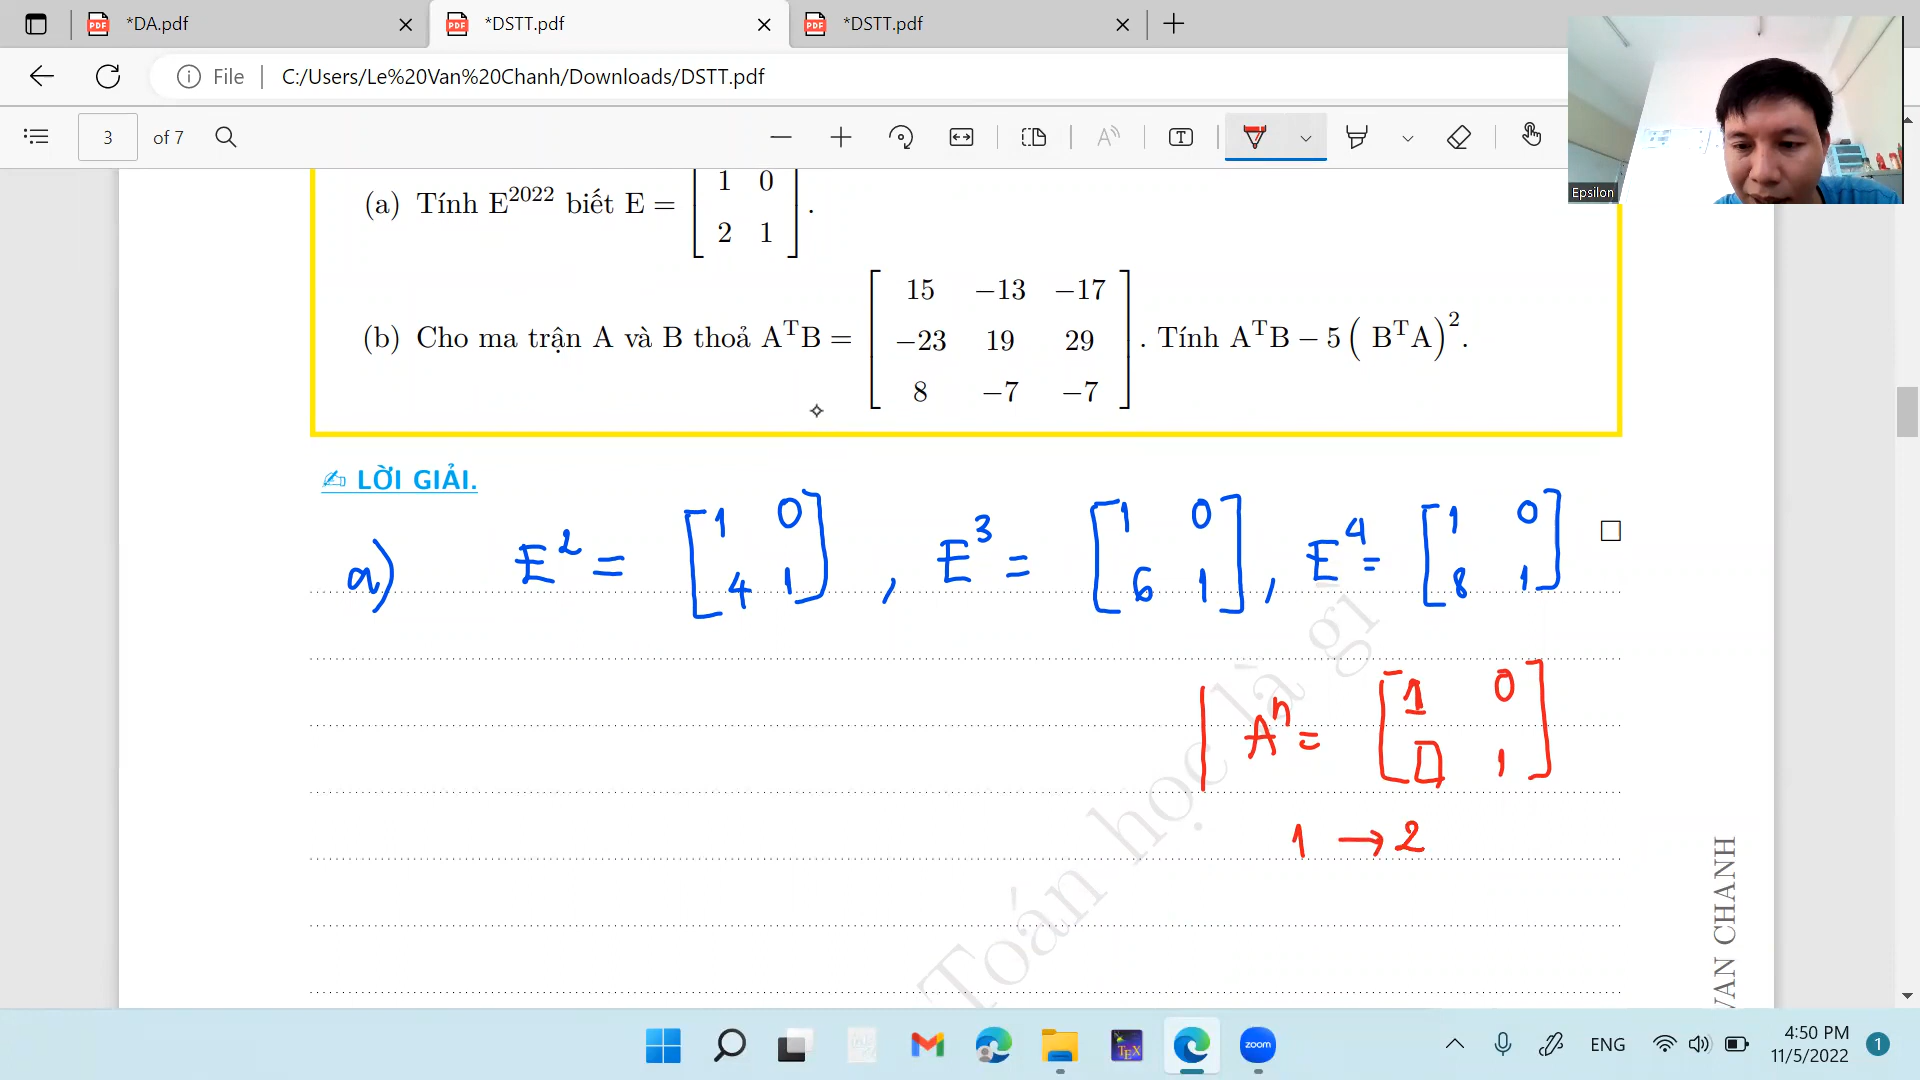 *DA.pdf *DSTT.pdf *DSTT.pdf
File C:/Users/Le%20Van%20Chanh/Downloads/DSTT.pdf
3 of 7
Epsilon
(a) Tính E^2022 biết E = [1 0; 2 1].
(b) Cho ma trận A và B thoả A^T B = [15 −13 −17; −23 19 29; 8 −7 −7]. Tính A^T B − 5(B^T A)^2.
LỜI GIẢI.
a) E^2 = [1 0; 4 1], E^3 = [1 0; 6 1], E^4 = [1 0; 8 1] □
A^n = [1 0; □ 1]
1 → 2
Toán học là gì
VAN CHANH
zoom
ENG
4:50 PM
11/5/2022
1